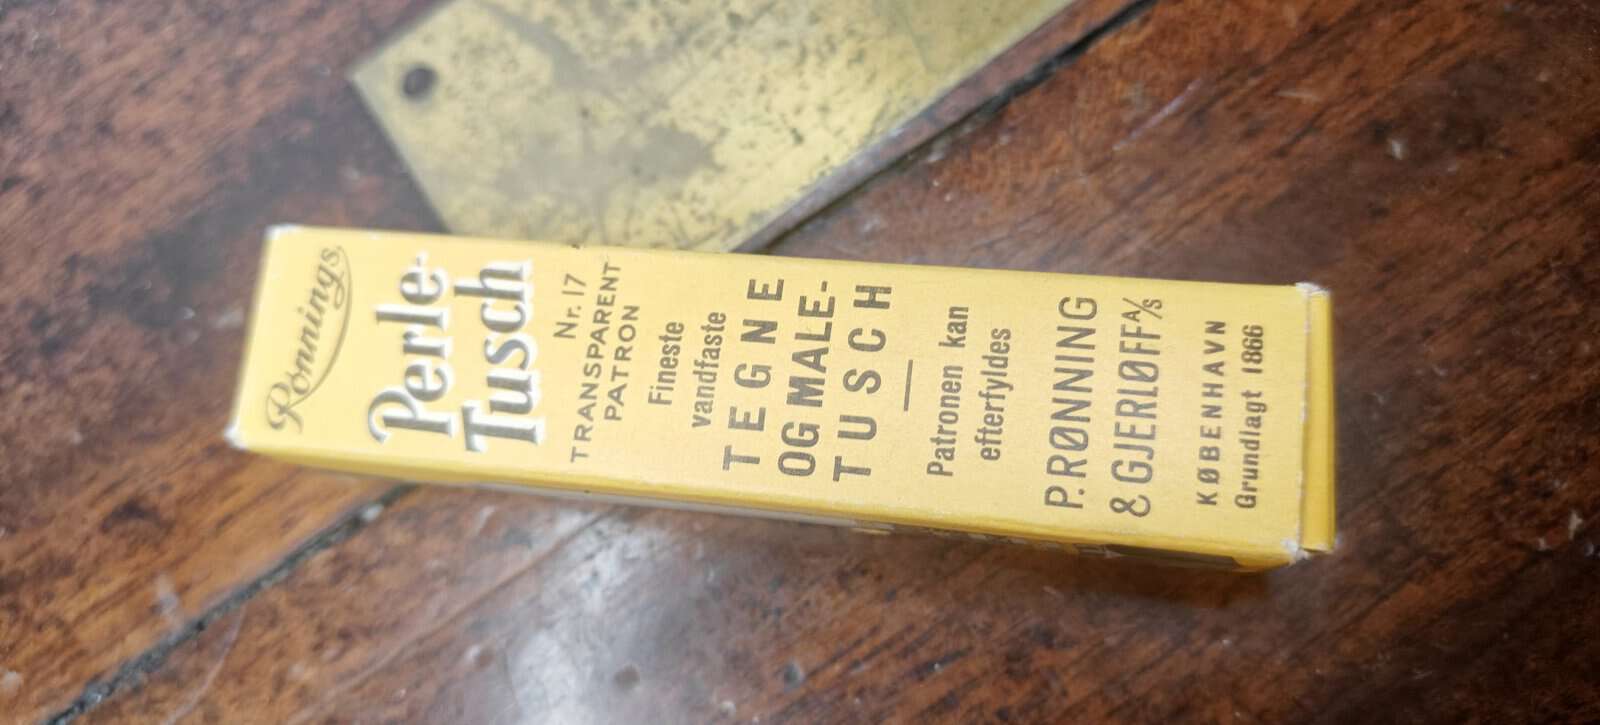 Rønnings
Perle-
Tusch
Nr. 17
TRANSPARENT
PATRON
Fineste
vandfaste
TEGNE
OG MALE-
TUSCH
Patronen kan
efterfyldes
P. RØNNING
& GJERLØFF A/S
KØBENHAVN
Grundlagt 1866